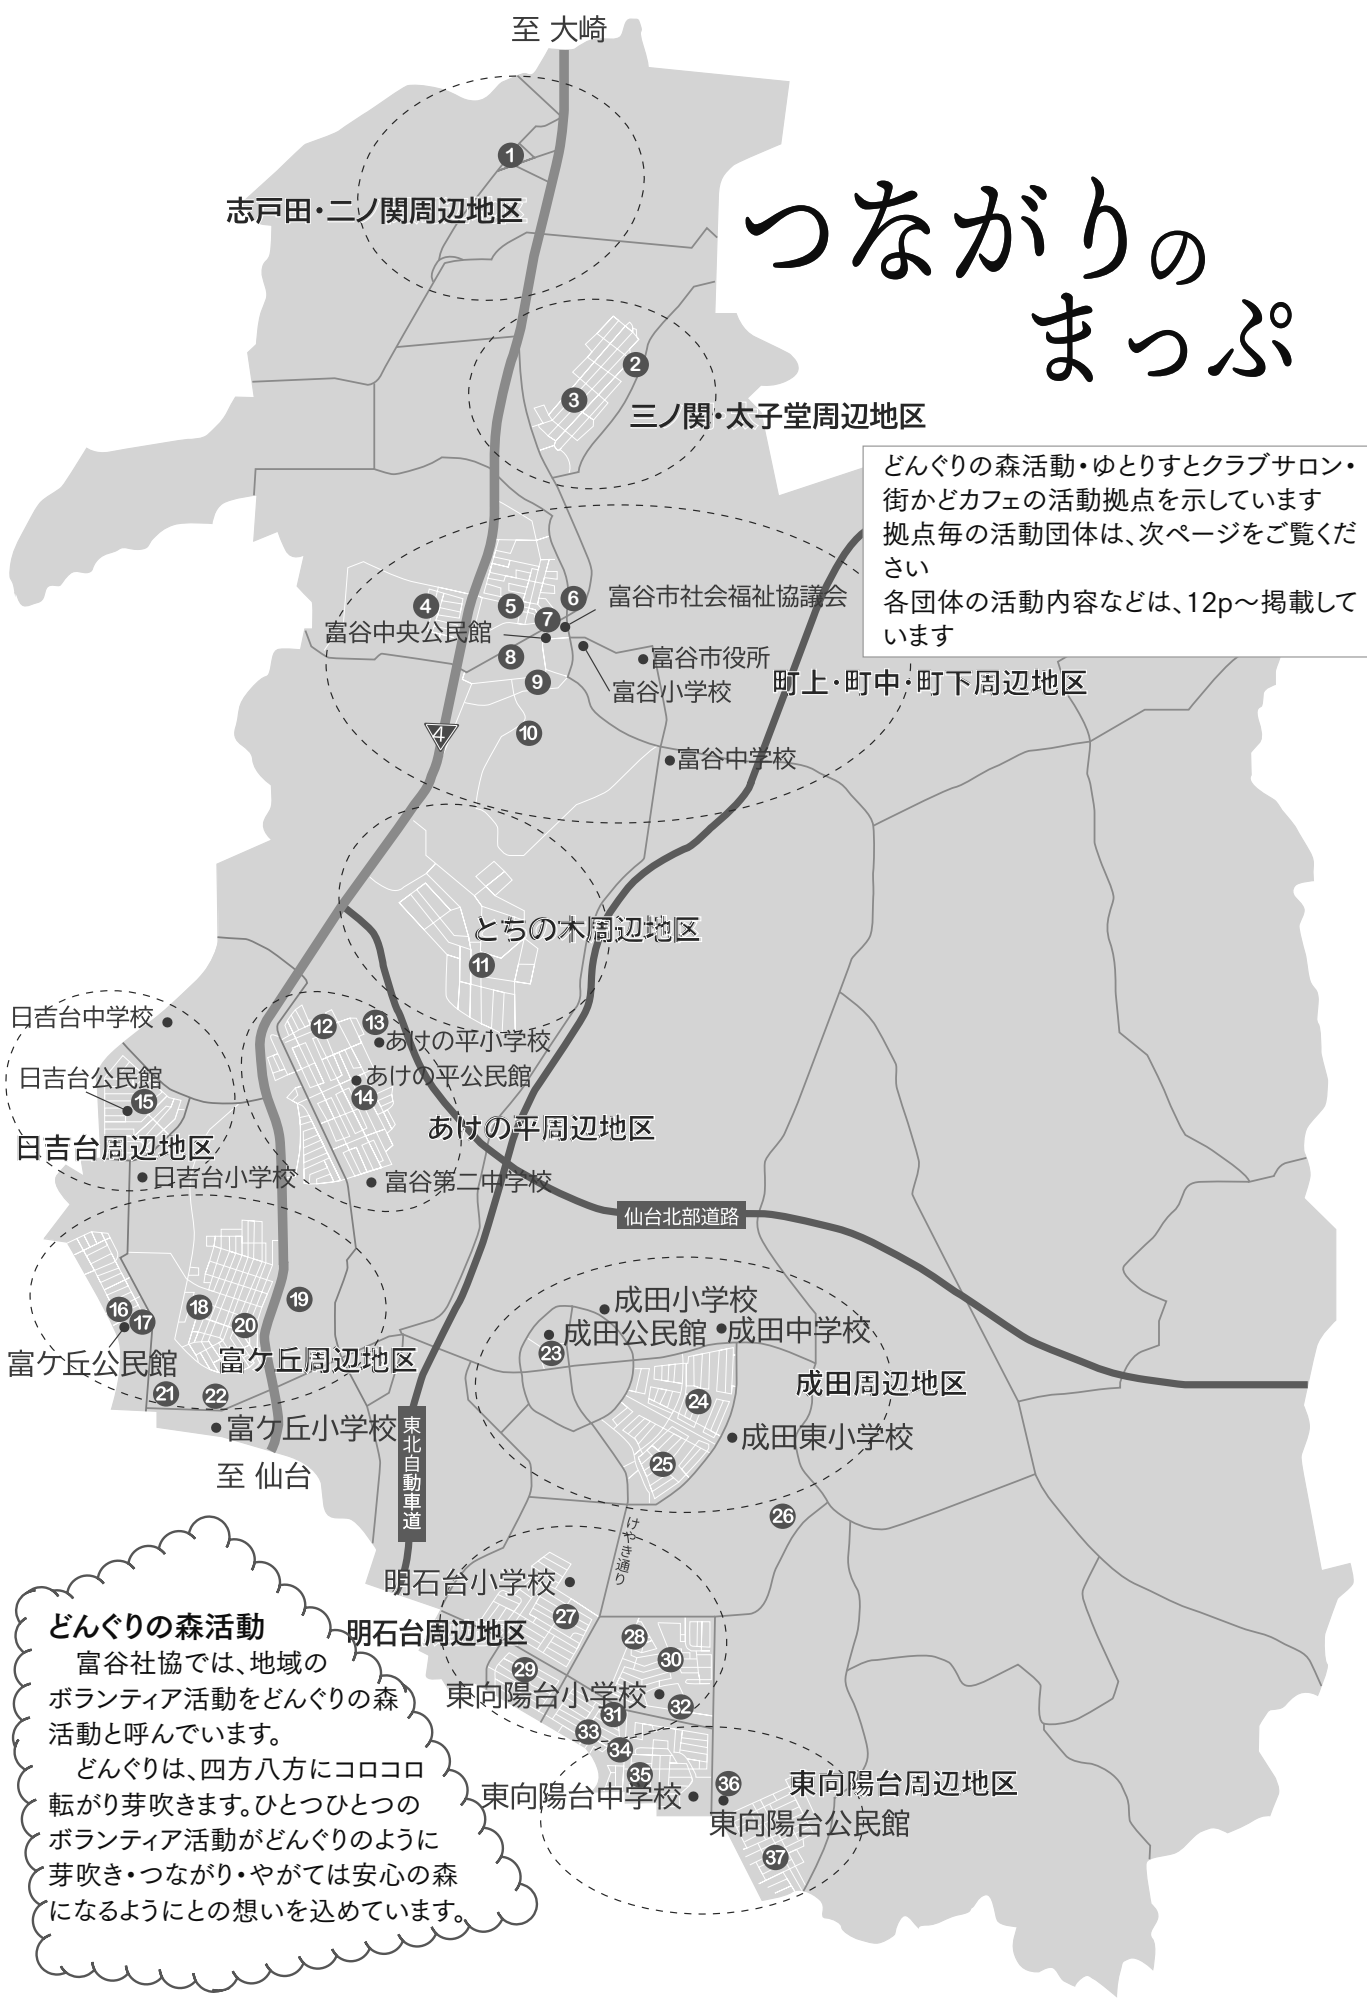 至 大崎
1
志戸田・二ノ関周辺地区
つながりの
まっぷ
2
3
三ノ関・太子堂周辺地区
どんぐりの森活動・ゆとりすとクラブサロン・
街かどカフェの活動拠点を示しています
拠点毎の活動団体は、次ページをご覧くだ
さい
各団体の活動内容などは、12p～掲載して
います
4
5
6
7
富谷市社会福祉協議会
富谷中央公民館
8
富谷市役所
9
富谷小学校
町上・町中・町下周辺地区
4
10
富谷中学校
とちの木周辺地区
11
日吉台中学校
12
13
あけの平小学校
日吉台公民館
あけの平公民館
15
14
あけの平周辺地区
日吉台周辺地区
日吉台小学校
富谷第二中学校
仙台北部道路
16
17
18
19
20
成田小学校
成田公民館
成田中学校
23
富ケ丘公民館
富ケ丘周辺地区
成田周辺地区
21
22
24
富ケ丘小学校
東北自動車道
成田東小学校
25
至 仙台
26
けやき通り
明石台小学校
27
明石台周辺地区
28
30
29
東向陽台小学校
31
32
33
34
35
36
東向陽台周辺地区
東向陽台中学校
東向陽台公民館
37
どんぐりの森活動
富谷社協では、地域の
ボランティア活動をどんぐりの森
活動と呼んでいます。
どんぐりは、四方八方にコロコロ
転がり芽吹きます。ひとつひとつの
ボランティア活動がどんぐりのように
芽吹き・つながり・やがては安心の森
になるようにとの想いを込めています。